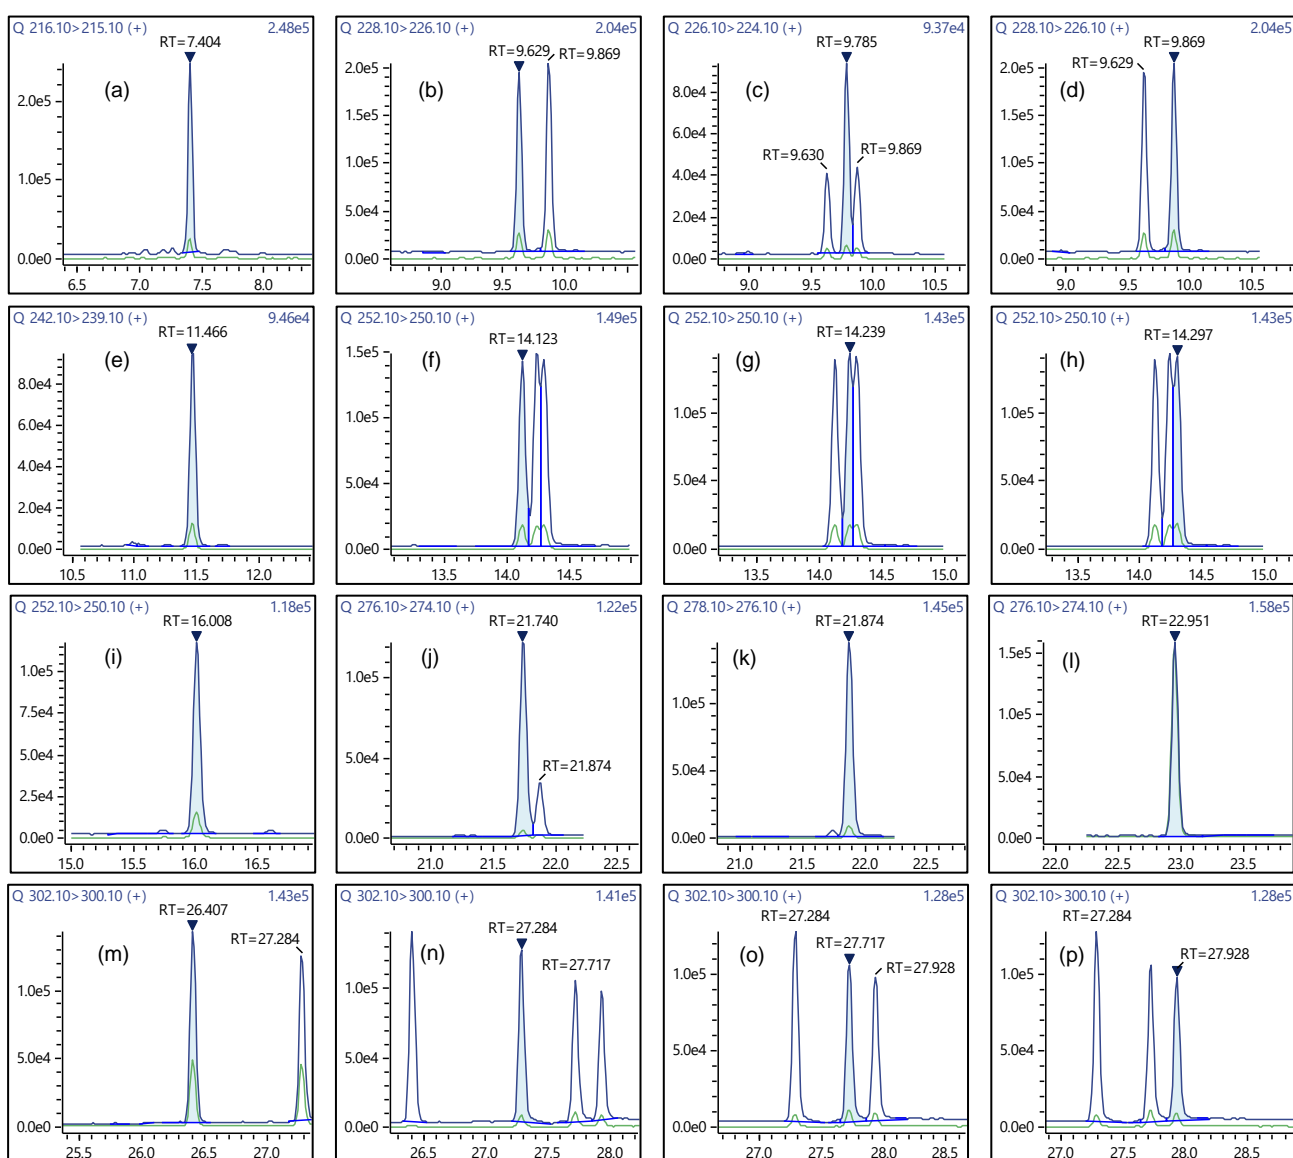 Q 216.10>215.10 (+) 2.48e5
RT=7.404
(a)
2.0e5
1.0e5
0.0e0
6.5 7.0 7.5 8.0
Q 228.10>226.10 (+) 2.04e5
RT=9.629 RT=9.869
(b)
2.0e5
1.5e5
1.0e5
5.0e4
0.0e0
9.0 9.5 10.0
Q 226.10>224.10 (+) 9.37e4
RT=9.785
(c)
8.0e4
6.0e4
RT=9.630 RT=9.869
4.0e4
2.0e4
0.0e0
9.0 9.5 10.0 10.5
Q 228.10>226.10 (+) 2.04e5
RT=9.869
RT=9.629
(d)
2.0e5
1.5e5
1.0e5
5.0e4
0.0e0
9.0 9.5 10.0 10.5
Q 242.10>239.10 (+) 9.46e4
RT=11.466
(e)
8.0e4
6.0e4
4.0e4
2.0e4
0.0e0
10.5 11.0 11.5 12.0
Q 252.10>250.10 (+) 1.49e5
RT=14.123
(f)
1.5e5
1.0e5
5.0e4
0.0e0
13.5 14.0 14.5
Q 252.10>250.10 (+) 1.43e5
RT=14.239
(g)
1.0e5
5.0e4
0.0e0
13.5 14.0 14.5 15.0
Q 252.10>250.10 (+) 1.43e5
RT=14.297
(h)
1.0e5
5.0e4
0.0e0
13.5 14.0 14.5 15.0
Q 252.10>250.10 (+) 1.18e5
RT=16.008
(i)
1.0e5
7.5e4
5.0e4
2.5e4
0.0e0
15.0 15.5 16.0 16.5
Q 276.10>274.10 (+) 1.22e5
RT=21.740
(j)
1.0e5
RT=21.874
5.0e4
0.0e0
21.0 21.5 22.0 22.5
Q 278.10>276.10 (+) 1.45e5
RT=21.874
(k)
1.0e5
5.0e4
0.0e0
21.0 21.5 22.0 22.5
Q 276.10>274.10 (+) 1.58e5
RT=22.951
(l)
1.5e5
1.0e5
5.0e4
0.0e0
22.0 22.5 23.0 23.5
Q 302.10>300.10 (+) 1.43e5
RT=26.407
RT=27.284
(m)
1.0e5
5.0e4
0.0e0
25.5 26.0 26.5 27.0
Q 302.10>300.10 (+) 1.41e5
RT=27.284
(n)
RT=27.717
1.0e5
5.0e4
0.0e0
26.5 27.0 27.5 28.0
Q 302.10>300.10 (+) 1.28e5
RT=27.284
RT=27.717
(o)
RT=27.928
1.0e5
5.0e4
0.0e0
27.0 27.5 28.0 28.5
Q 302.10>300.10 (+) 1.28e5
RT=27.284
(p)
RT=27.928
1.0e5
5.0e4
0.0e0
27.0 27.5 28.0 28.5